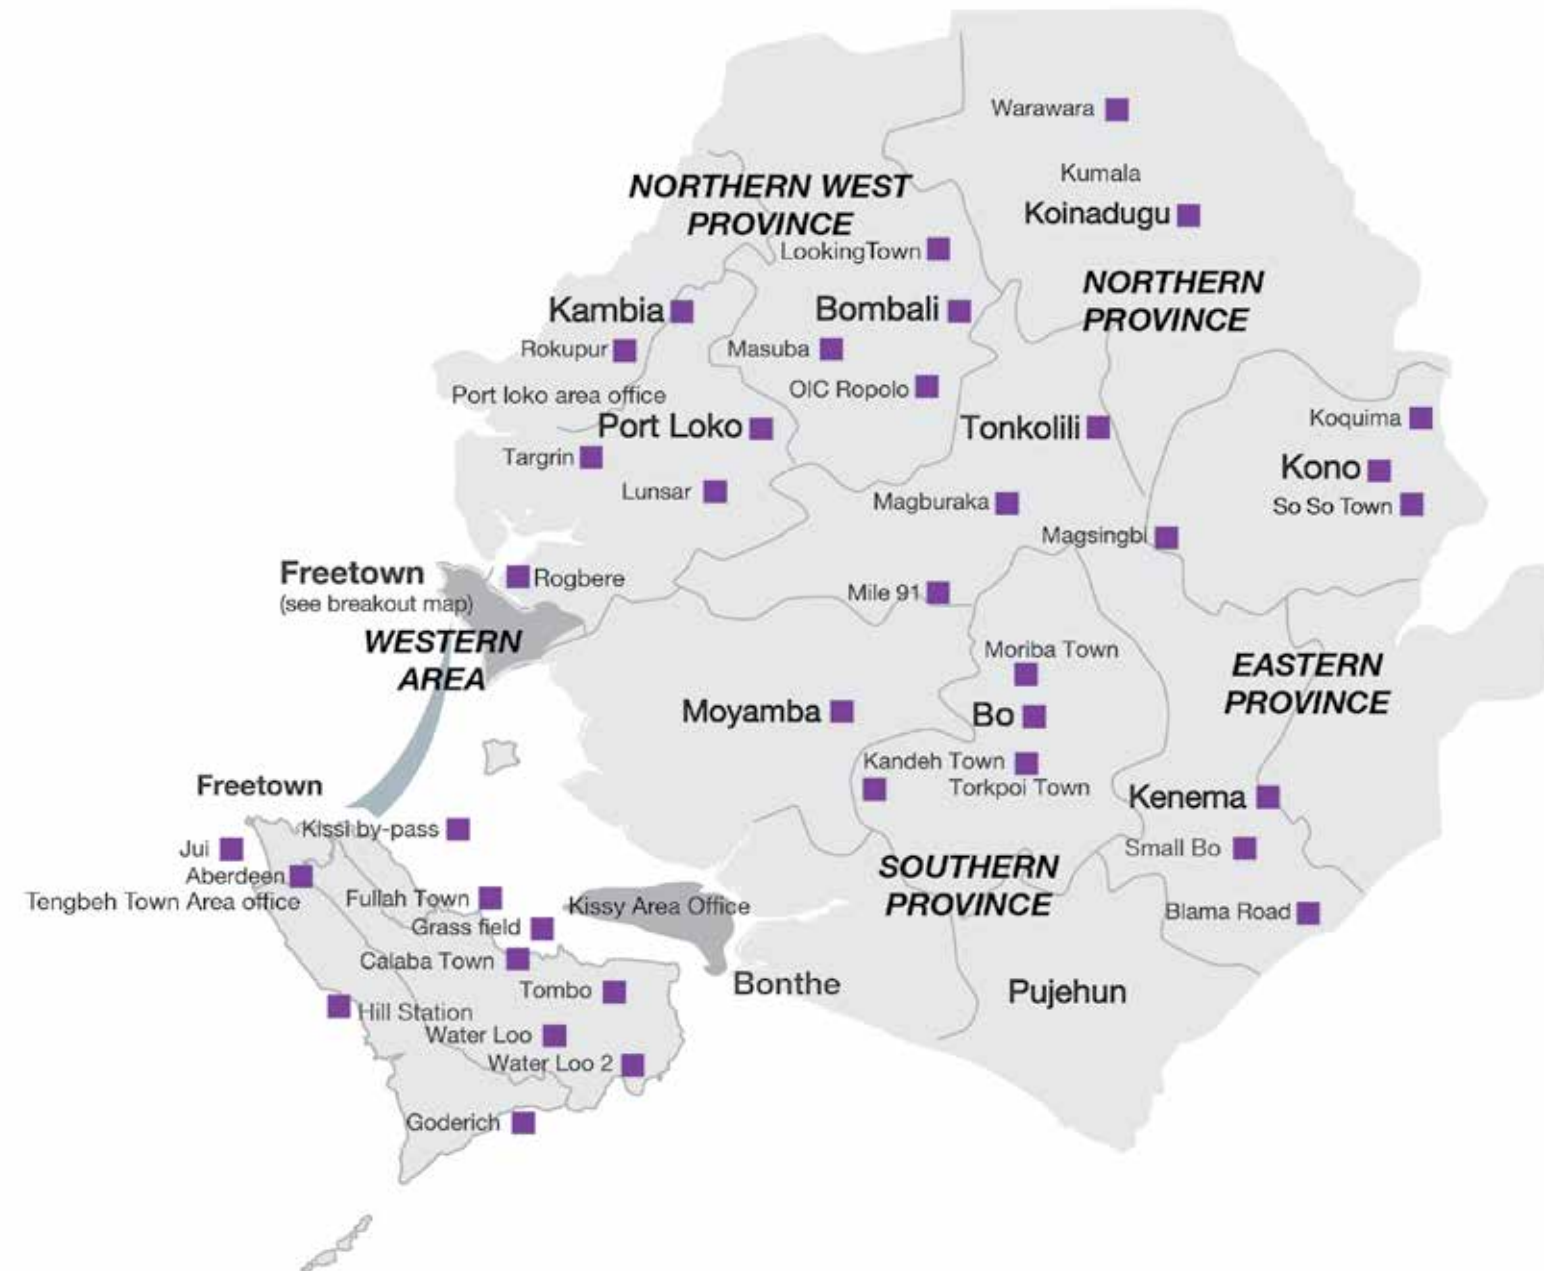 Warawara
Kumala
NORTHERN WEST
PROVINCE
Koinadugu
LookingTown
NORTHERN
PROVINCE
Kambia
Bombali
Rokupur
Masuba
OIC Ropolo
Port loko area office
Port Loko
Tonkolili
Koquima
Targrin
Kono
Lunsar
Magburaka
So So Town
Magsingbi
Freetown
(see breakout map)
Rogbere
Mile 91
WESTERN
AREA
Moriba Town
EASTERN
PROVINCE
Moyamba
Bo
Kandeh Town
Torkpoi Town
Kenema
Freetown
Kissi by-pass
Jui
Small Bo
Aberdeen
Tengbeh Town Area office
SOUTHERN
PROVINCE
Fullah Town
Kissy Area Office
Blama Road
Grass field
Calaba Town
Bonthe
Tombo
Pujehun
Hill Station
Water Loo
Water Loo 2
Goderich